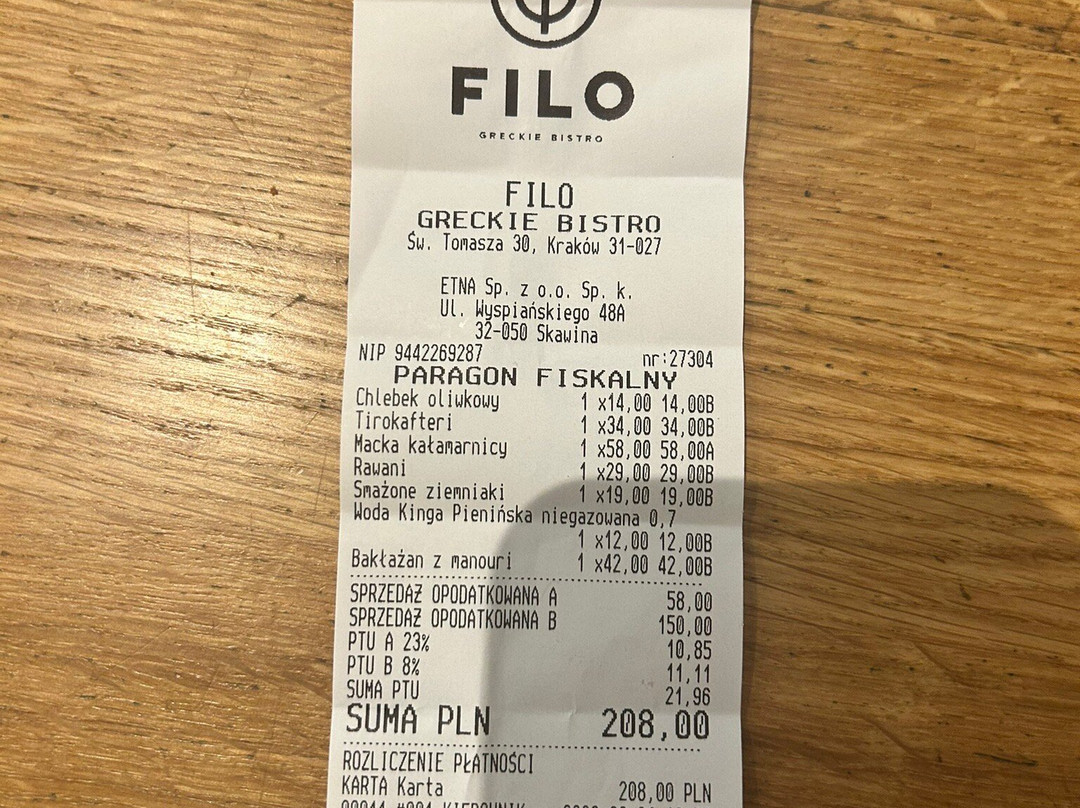 FILO
GRECKIE BISTRO
FILO
GRECKIE BISTRO
Św. Tomasza 30, Kraków 31-027
ETNA Sp. z o.o. Sp. k.
Ul. Wyspiańskiego 48A
32-050 Skawina
NIP 9442269287 nr:27304
PARAGON FISKALNY
Chlebek oliwkowy 1 x14,00 14,00B
Tirokafteri 1 x34,00 34,00B
Macka kałamarnicy 1 x58,00 58,00A
Rawani 1 x29,00 29,00B
Smażone ziemniaki 1 x19,00 19,00B
Woda Kinga Pienińska niegazowana 0,7
1 x12,00 12,00B
Bakłażan z manouri 1 x42,00 42,00B
SPRZEDAŻ OPODATKOWANA A 58,00
SPRZEDAŻ OPODATKOWANA B 150,00
PTU A 23% 10,85
PTU B 8% 11,11
SUMA PTU 21,96
SUMA PLN 208,00
ROZLICZENIE PŁATNOŚCI
KARTA Karta 208,00 PLN